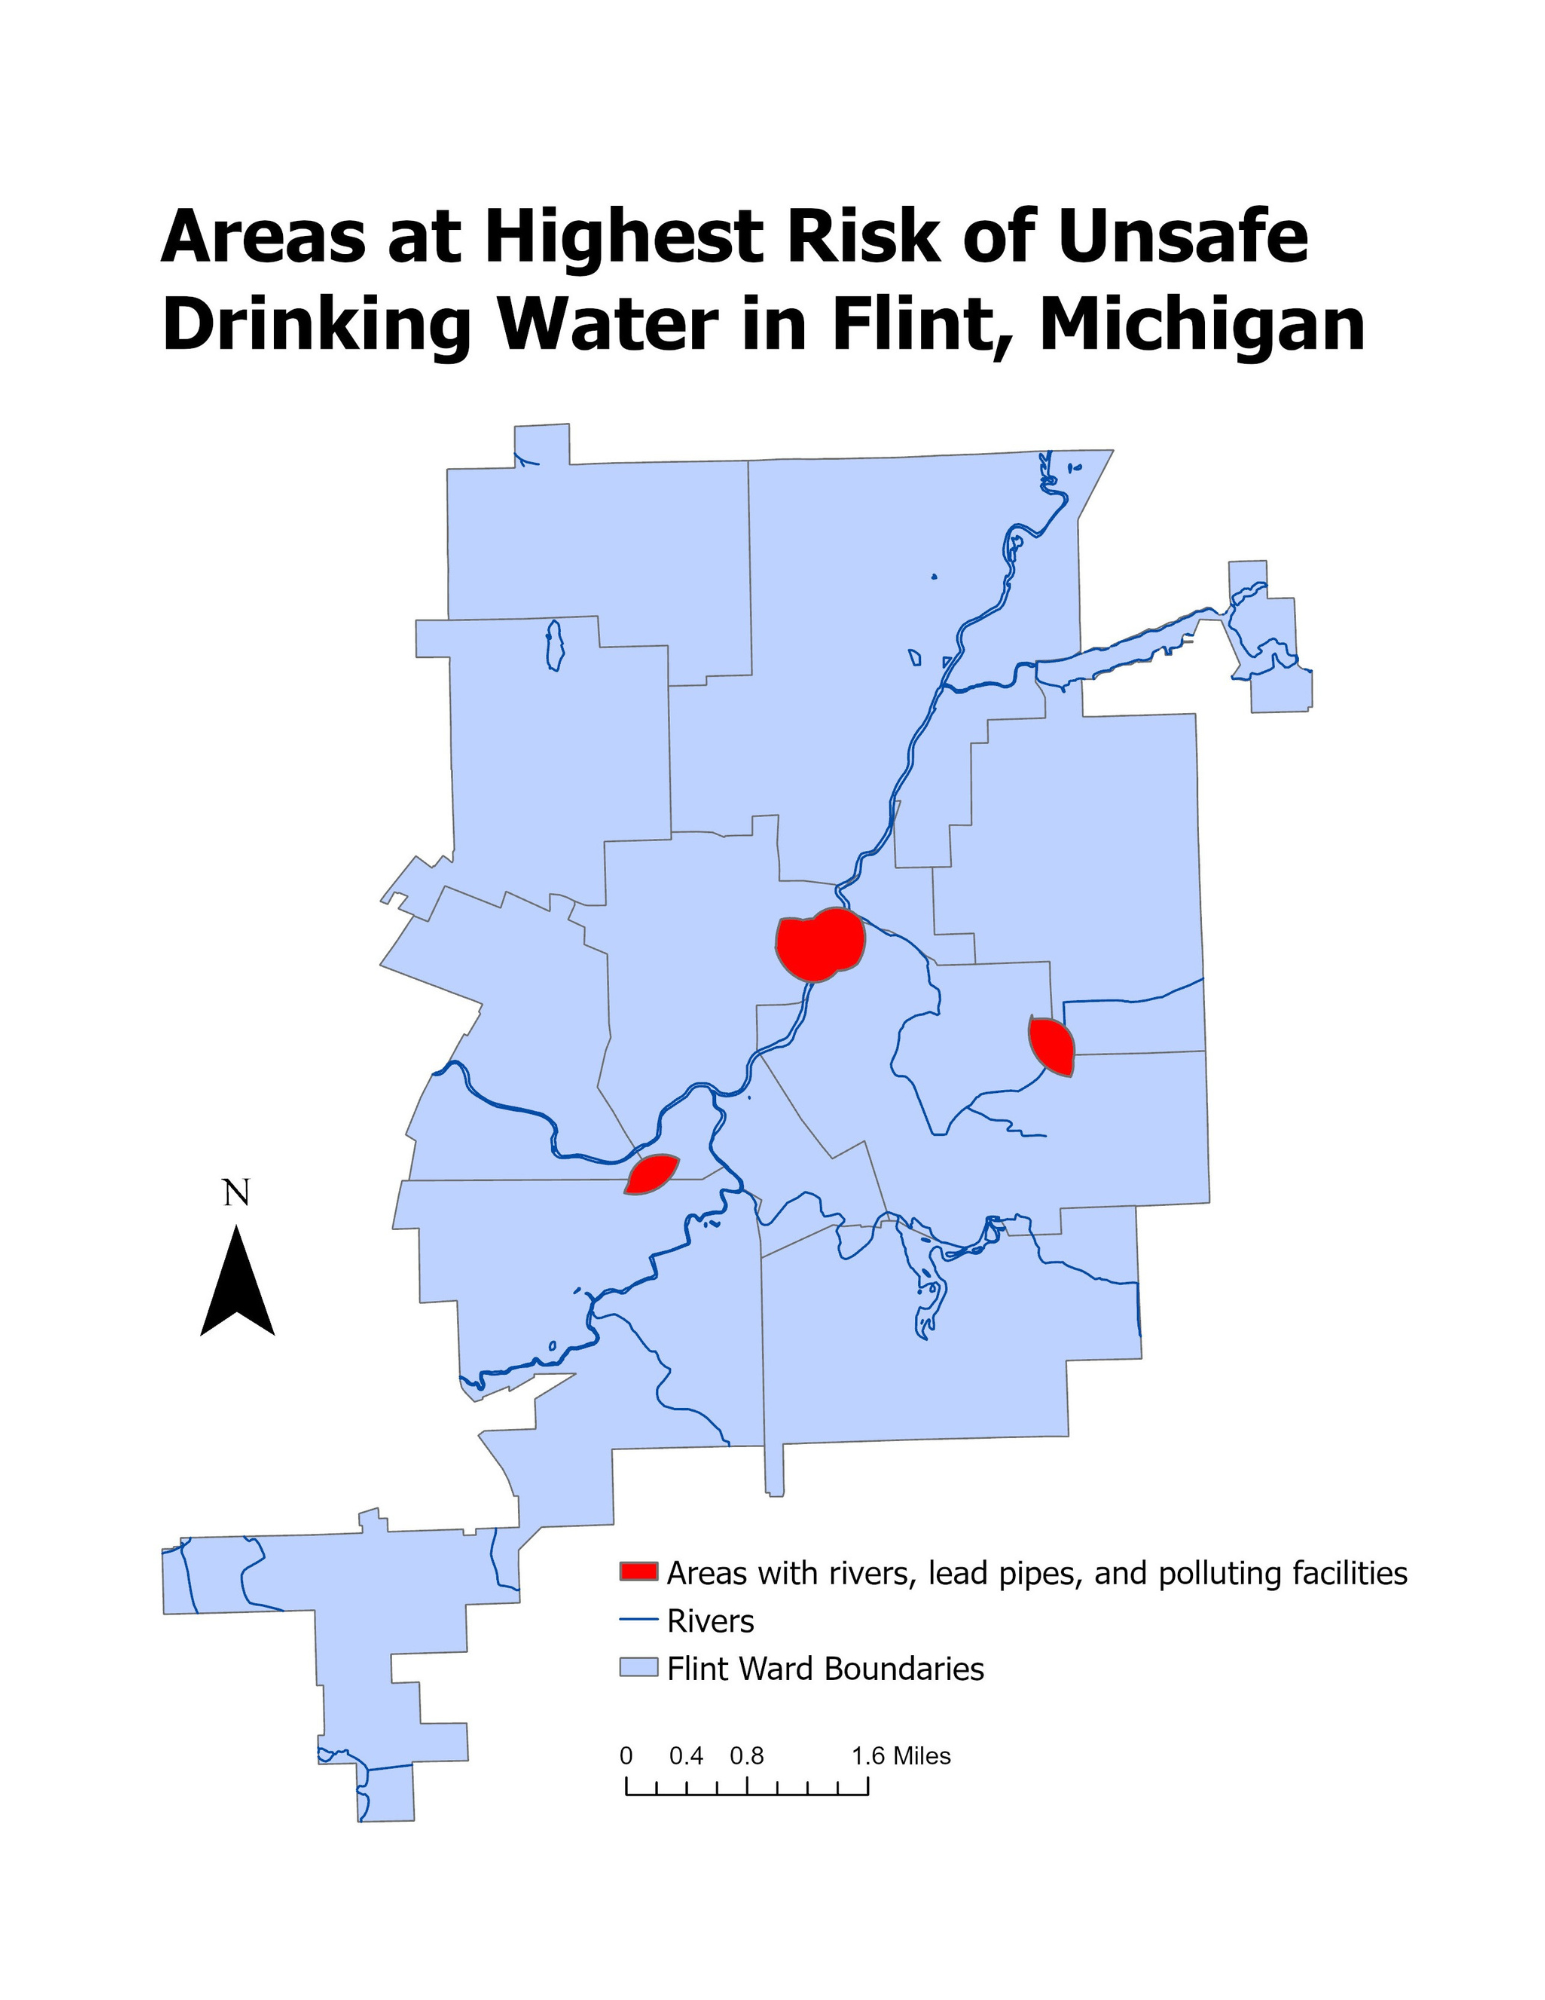 Areas at Highest Risk of Unsafe
Drinking Water in Flint, Michigan
N
Areas with rivers, lead pipes, and polluting facilities
Rivers
Flint Ward Boundaries
0 0.4 0.8 1.6 Miles